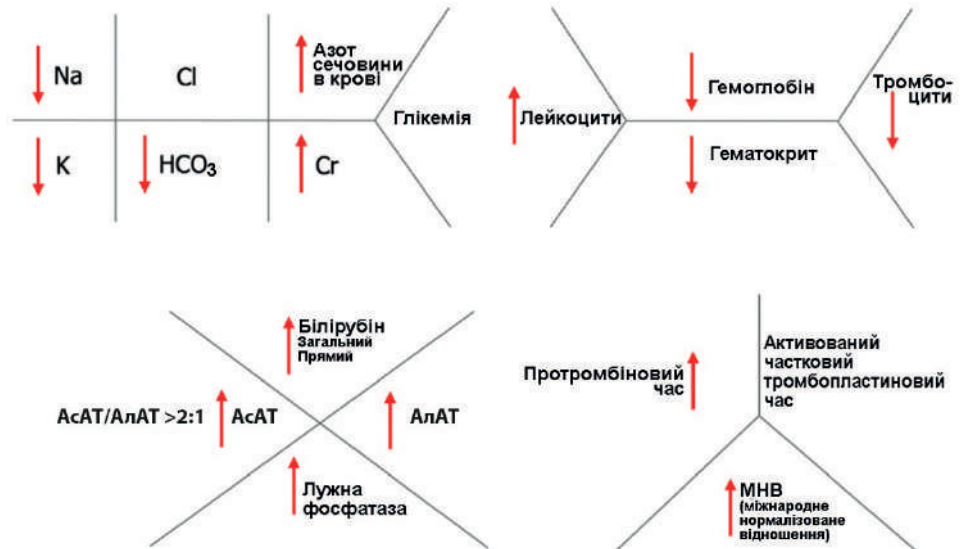 Na
Cl
Азот
сечовини
в крові
Глікемія
K
HCO₃
Cr
Лейкоцити
Гемоглобін
Гематокрит
Тромбо-
цити
Білірубін
Загальний
Прямий
АсАТ/АлАТ >2:1
АсАТ
АлАТ
Лужна
фосфатаза
Протромбіновий
час
Активований
частковий
тромбопластиновий
час
МНВ
(міжнародне
нормалізоване
відношення)